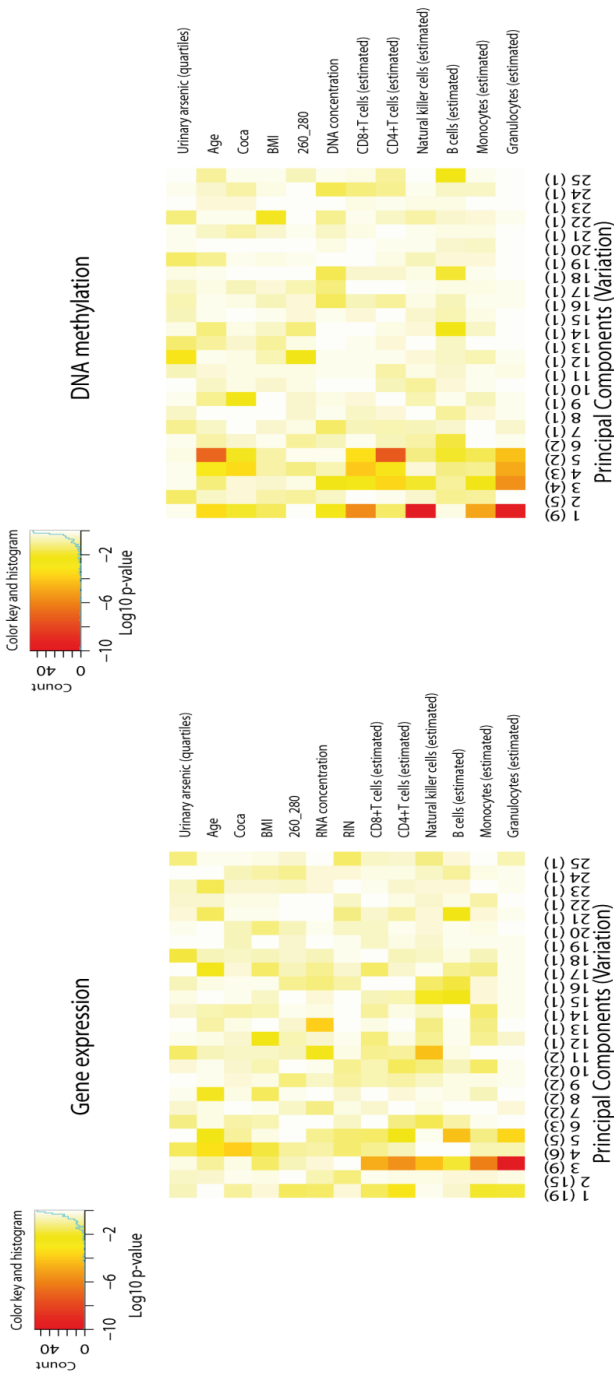 Color key and histogram
Count
0 40
−10 −6 −2
Log10 p-value
Gene expression
Urinary arsenic (quartiles)
Age
Coca
BMI
260_280
RNA concentration
RIN
CD8+T cells (estimated)
CD4+T cells (estimated)
Natural killer cells (estimated)
B cells (estimated)
Monocytes (estimated)
Granulocytes (estimated)
1 (19)
2 (15)
3 (9)
4 (6)
5 (5)
6 (3)
7 (2)
8 (2)
9 (2)
10 (2)
11 (2)
12 (1)
13 (1)
14 (1)
15 (1)
16 (1)
17 (1)
18 (1)
19 (1)
20 (1)
21 (1)
22 (1)
23 (1)
24 (1)
25 (1)
Principal Components (Variation)
Color key and histogram
Count
0 40
−10 −6 −2
Log10 p-value
DNA methylation
Urinary arsenic (quartiles)
Age
Coca
BMI
260_280
DNA concentration
CD8+T cells (estimated)
CD4+T cells (estimated)
Natural killer cells (estimated)
B cells (estimated)
Monocytes (estimated)
Granulocytes (estimated)
1 (9)
2 (5)
3 (4)
4 (3)
5 (2)
6 (2)
7 (1)
8 (1)
9 (1)
10 (1)
11 (1)
12 (1)
13 (1)
14 (1)
15 (1)
16 (1)
17 (1)
18 (1)
19 (1)
20 (1)
21 (1)
22 (1)
23 (1)
24 (1)
25 (1)
Principal Components (Variation)